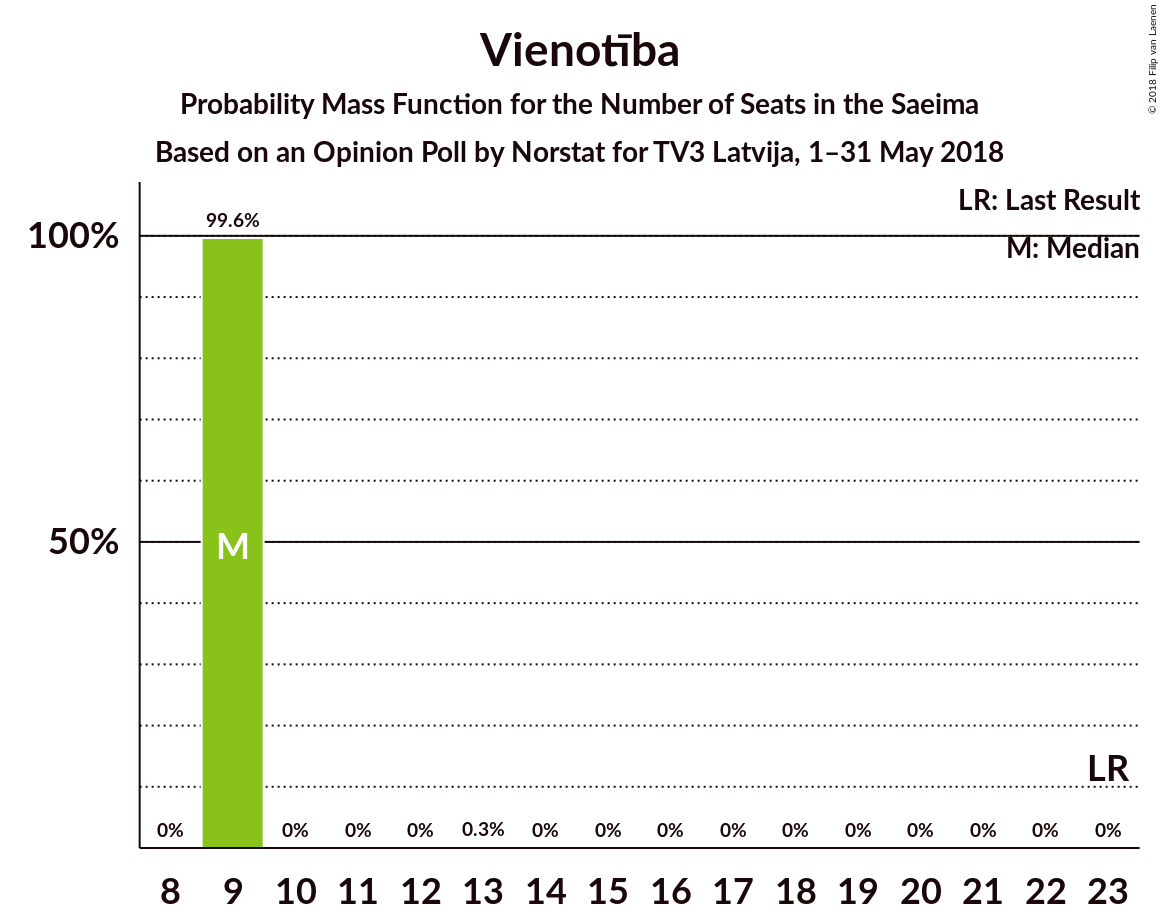 Vienotība
Probability Mass Function for the Number of Seats in the Saeima
Based on an Opinion Poll by Norstat for TV3 Latvija, 1–31 May 2018
© 2018 Filip van Laenen
LR: Last Result
M: Median
99.6%
100%
50%
M
LR
0% 0% 0% 0% 0.3% 0% 0% 0% 0% 0% 0% 0% 0% 0% 0%
8 9 10 11 12 13 14 15 16 17 18 19 20 21 22 23